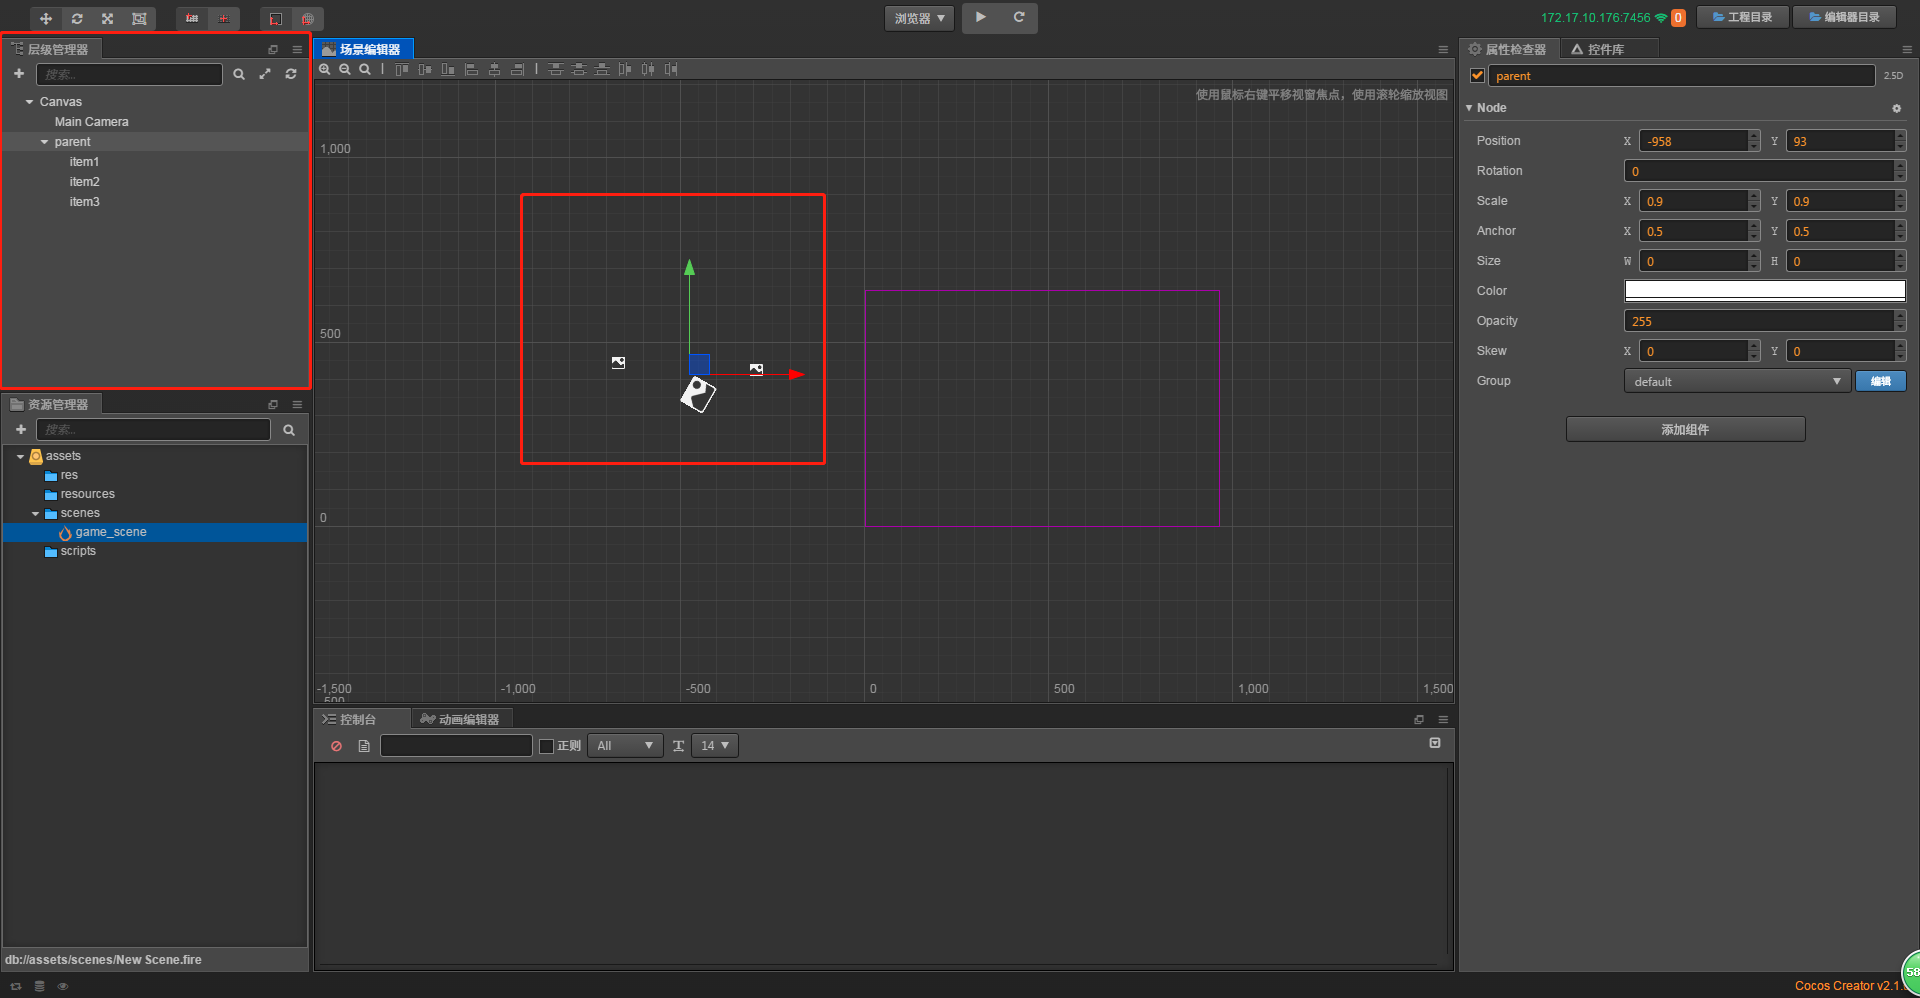 浏览器
172.17.10.176:7456
0
工程目录
编辑器目录
层级管理器
搜索...
Canvas
Main Camera
parent
item1
item2
item3
资源管理器
搜索...
assets
res
resources
scenes
game_scene
scripts
db://assets/scenes/New Scene.fire
场景编辑器
使用鼠标右键平移视窗焦点，使用滚轮缩放视图
1,000
500
0
-1,500
-1,000
-500
0
500
1,000
1,500
-500
控制台
动画编辑器
正则
All
14
属性检查器
控件库
parent
2.5D
Node
Position
X
-958
Y
93
Rotation
0
Scale
X
0.9
Y
0.9
Anchor
X
0.5
Y
0.5
Size
W
0
H
0
Color
Opacity
255
Skew
X
0
Y
0
Group
default
编辑
添加组件
58
Cocos Creator v2.1.